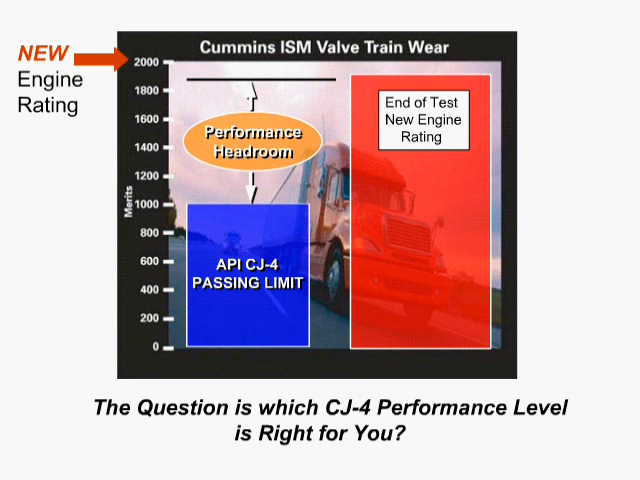 NEW
Engine
Rating
Cummins ISM Valve Train Wear
Merits
2000
1800
1600
1400
1200
1000
800
600
400
200
0
Performance
Headroom
API CJ-4
PASSING LIMIT
End of Test
New Engine
Rating
The Question is which CJ-4 Performance Level
is Right for You?